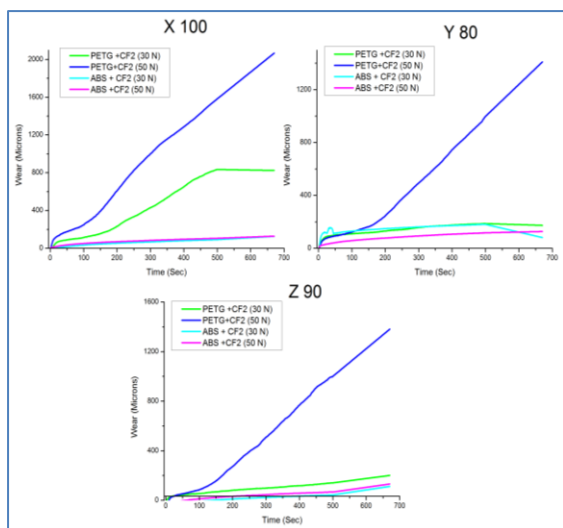 X 100
PETG +CF2 (30 N)
PETG+CF2 (50 N)
ABS + CF2 (30 N)
ABS +CF2 (50 N)
Wear (Microns)
2000
1600
1200
800
400
0
0 100 200 300 400 500 600 700
Time (Sec)
Y 80
PETG +CF2 (30 N)
PETG+CF2 (50 N)
ABS + CF2 (30 N)
ABS +CF2 (50 N)
Wear (Microns)
1600
1200
800
400
0
0 100 200 300 400 500 600 700
Time (Sec)
Z 90
PETG +CF2 (30 N)
PETG+CF2 (50 N)
ABS + CF2 (30 N)
ABS +CF2 (50 N)
Wear (Microns)
1600
1200
800
400
0
0 100 200 300 400 500 600 700
Time (Sec)